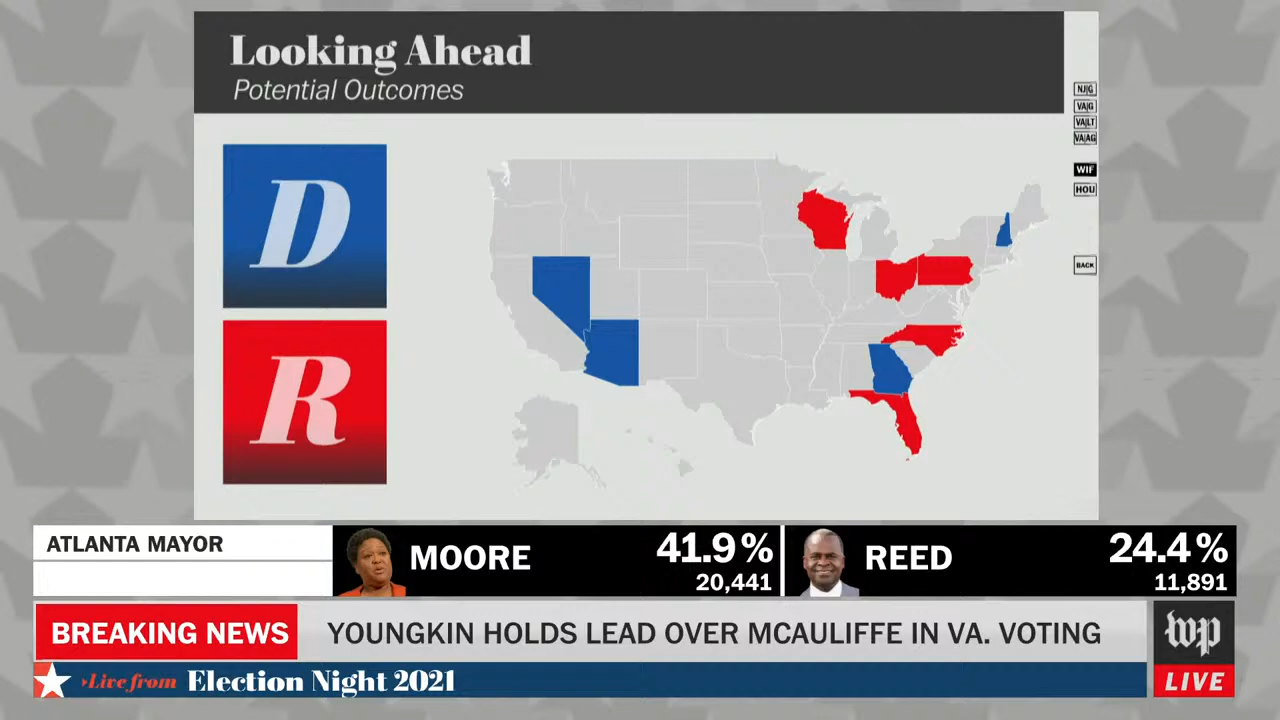 Looking Ahead
Potential Outcomes
NJ|G
VA|G
VA|LT
VA|AG
WIF
HOU
BACK
D
R
ATLANTA MAYOR
MOORE
41.9%
20,441
REED
24.4%
11,891
BREAKING NEWS
YOUNGKIN HOLDS LEAD OVER MCAULIFFE IN VA. VOTING
wp
LIVE
Live from Election Night 2021